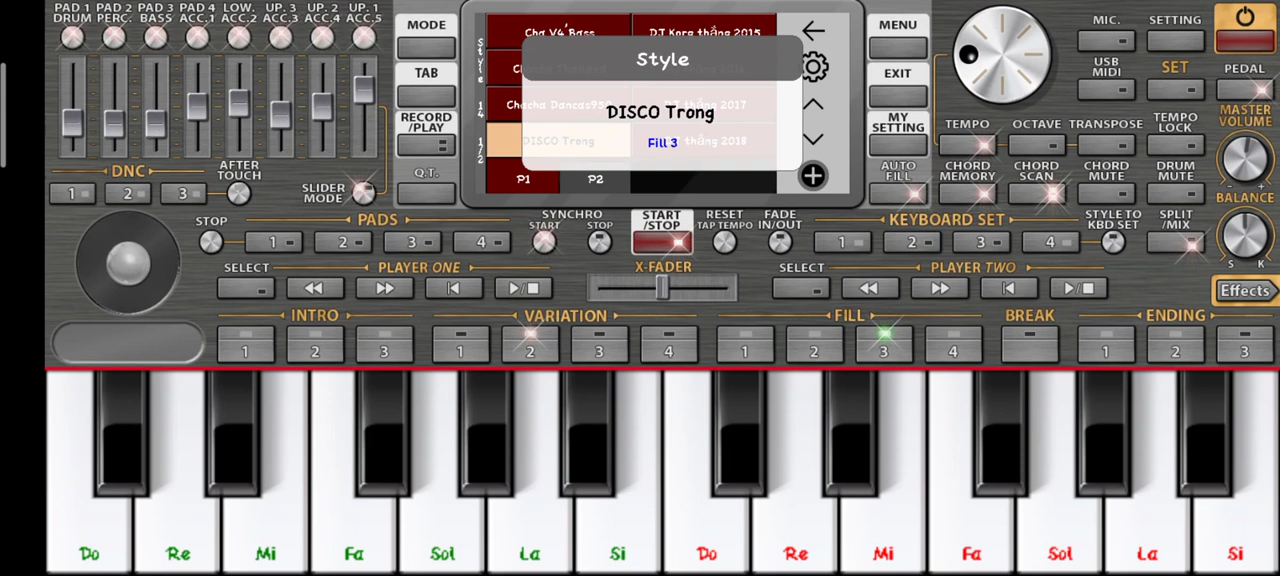 PAD 1 PAD 2 PAD 3 PAD 4 LOW. UP. 3 UP. 2 UP. 1
DRUM PERC. BASS ACC.1 ACC.2 ACC.3 ACC.4 ACC.5
MODE
TAB
RECORD
/PLAY
Q.T.
DNC
1 2 3
AFTER
TOUCH
SLIDER
MODE
Cha V4 Bass
DJ Korg thắng 2015
Style
DISCO Trong
Fill 3
Chacha Dancas950
DJ thắng 2017
DISCO Trong
thắng 2018
P1 P2
MENU
EXIT
MY
SETTING
AUTO
FILL
MIC.
SETTING
USB
MIDI
SET
PEDAL
MASTER
VOLUME
TEMPO
OCTAVE
TRANSPOSE
TEMPO
LOCK
CHORD
MEMORY
CHORD
SCAN
CHORD
MUTE
DRUM
MUTE
- +
BALANCE
STOP
PADS
1 2 3 4
SYNCHRO
START STOP
START
/STOP
RESET
TAP TEMPO
FADE
IN/OUT
KEYBOARD SET
1 2 3 4
STYLE TO
KBD SET
SPLIT
/MIX
S K
SELECT
PLAYER ONE
X-FADER
SELECT
PLAYER TWO
Effects
INTRO
1 2 3
VARIATION
1 2 3 4
FILL
1 2 3 4
BREAK
ENDING
1 2 3
Do Re Mi Fa Sol La Si Do Re Mi Fa Sol La Si